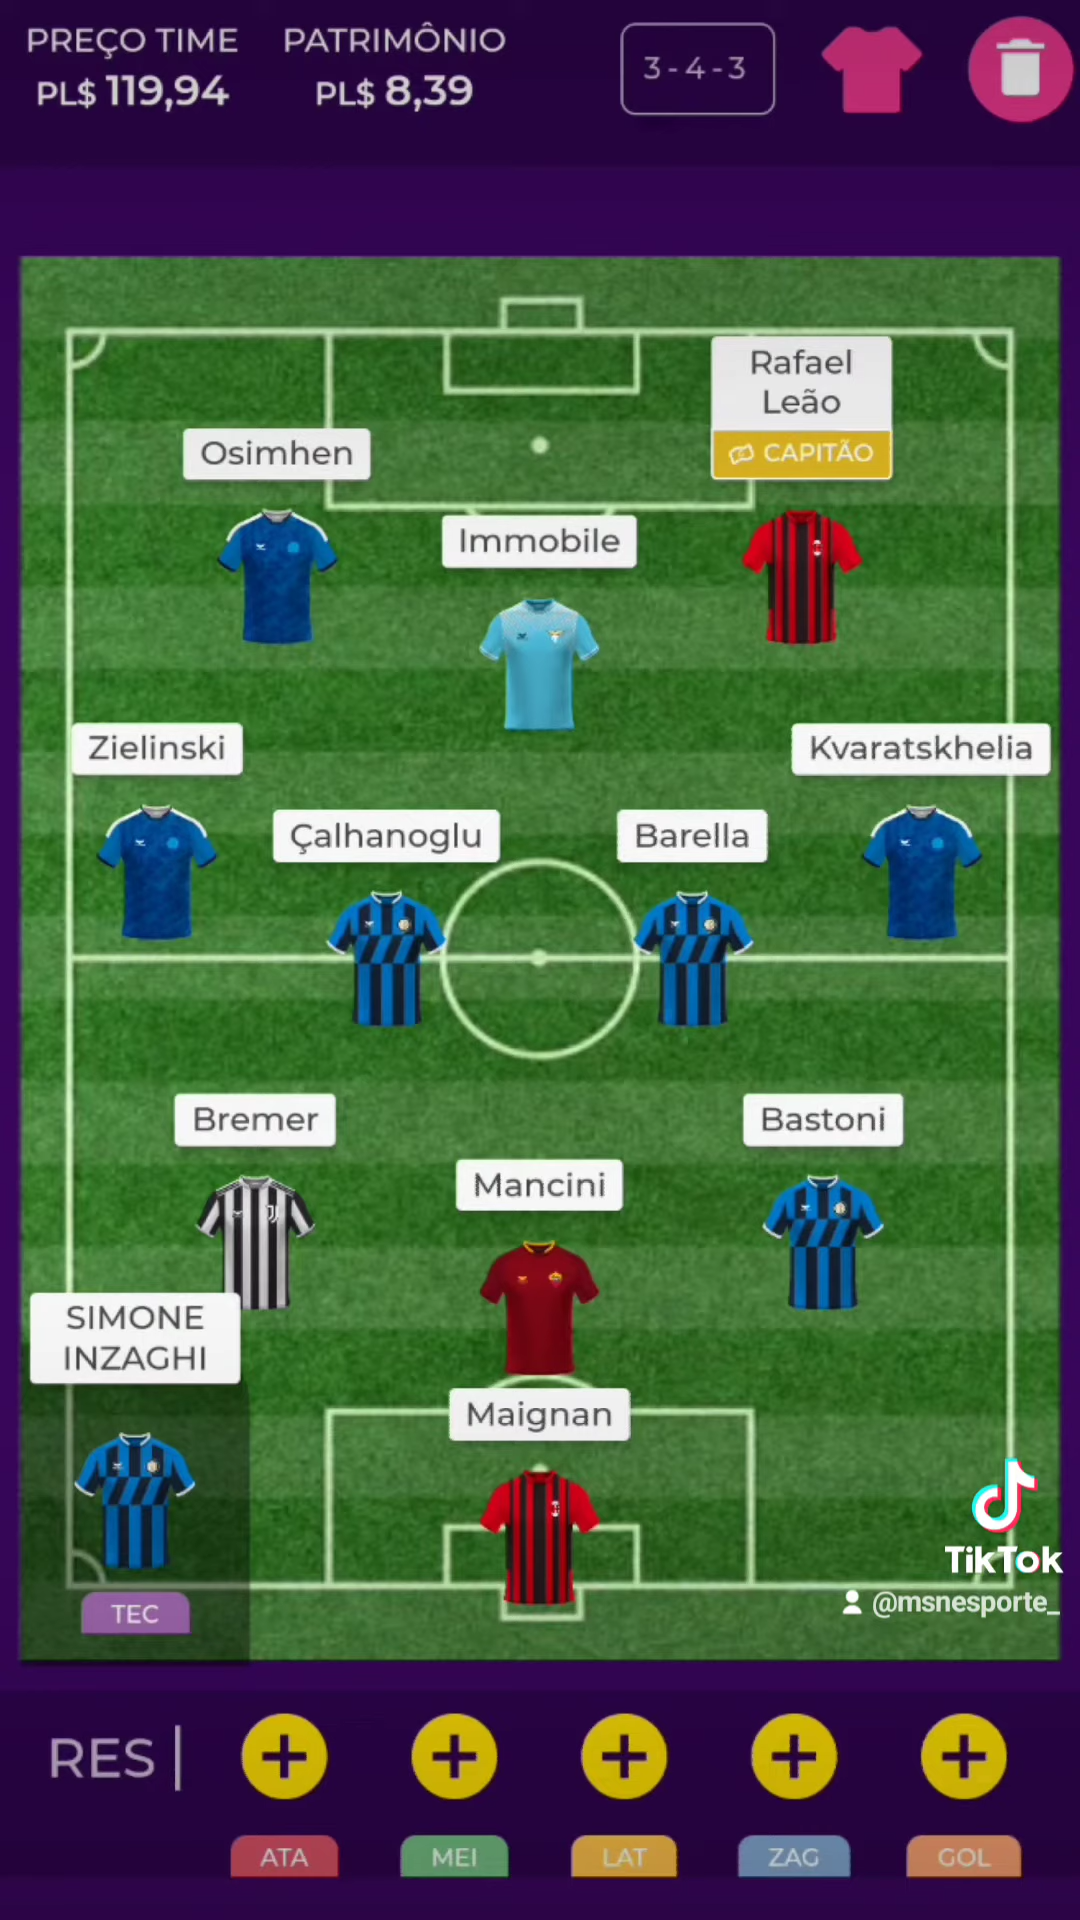 PREÇO TIME
PL$ 119,94
PATRIMÔNIO
PL$ 8,39
3-4-3
Rafael
Leão
CAPITÃO
Osimhen
Immobile
Zielinski
Kvaratskhelia
Çalhanoglu
Barella
Bremer
Bastoni
Mancini
SIMONE
INZAGHI
Maignan
TEC
TikTok
@msnesporte_
RES
ATA
MEI
LAT
ZAG
GOL